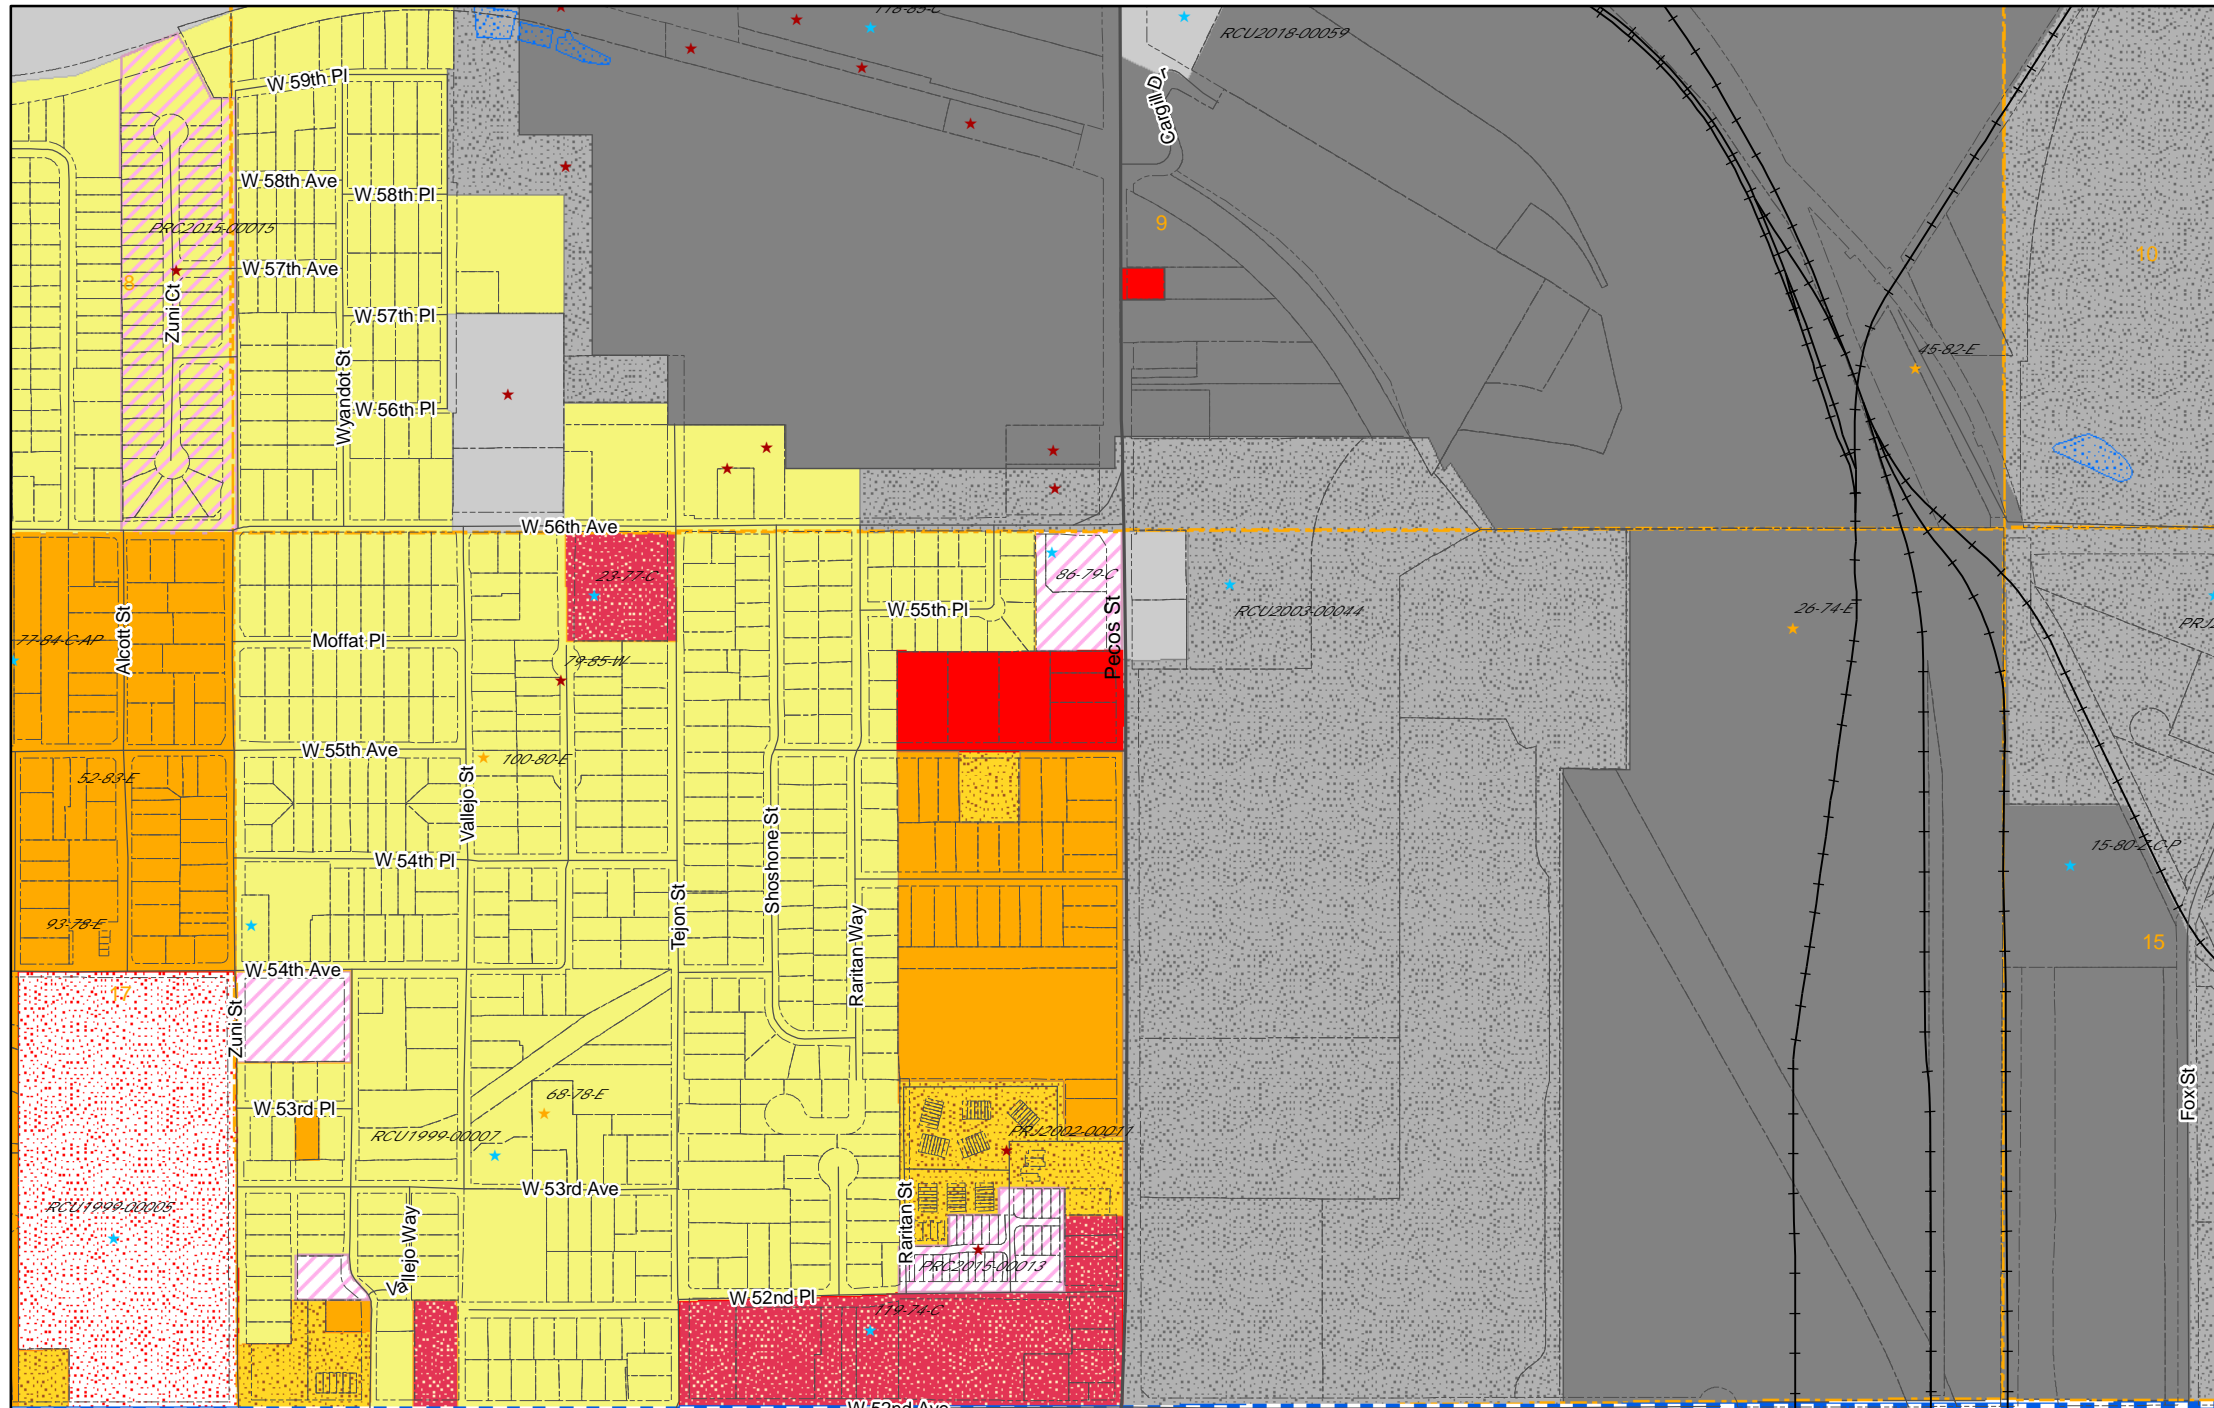 118-85-C
RCU2018-00059
W 59th Pl
Cargill Dr
W 58th Ave
W 58th Pl
PRC2015-00015
9
10
W 57th Ave
8
Zuni Ct
W 57th Pl
45-82-E
Wyandot St
W 56th Pl
W 56th Ave
23-77-C
86-79-C
RCU2003-00044
W 55th Pl
26-74-E
Alcott St
77-84-C-AP
Moffat Pl
Pecos St
79-85-W
W 55th Ave
100-80-E
52-83-E
Vallejo St
W 54th Pl
Shoshone St
15-80-Z-C-P
Tejon St
93-78-E
Raritan Way
15
W 54th Ave
17
Zuni St
68-78-E
W 53rd Pl
RCU1999-00007
PRJ2002-00011
Fox St
W 53rd Ave
RCU1999-00005
Raritan St
Vallejo Way
PRC2015-00013
W 52nd Pl
119-74-C
W 52nd Ave